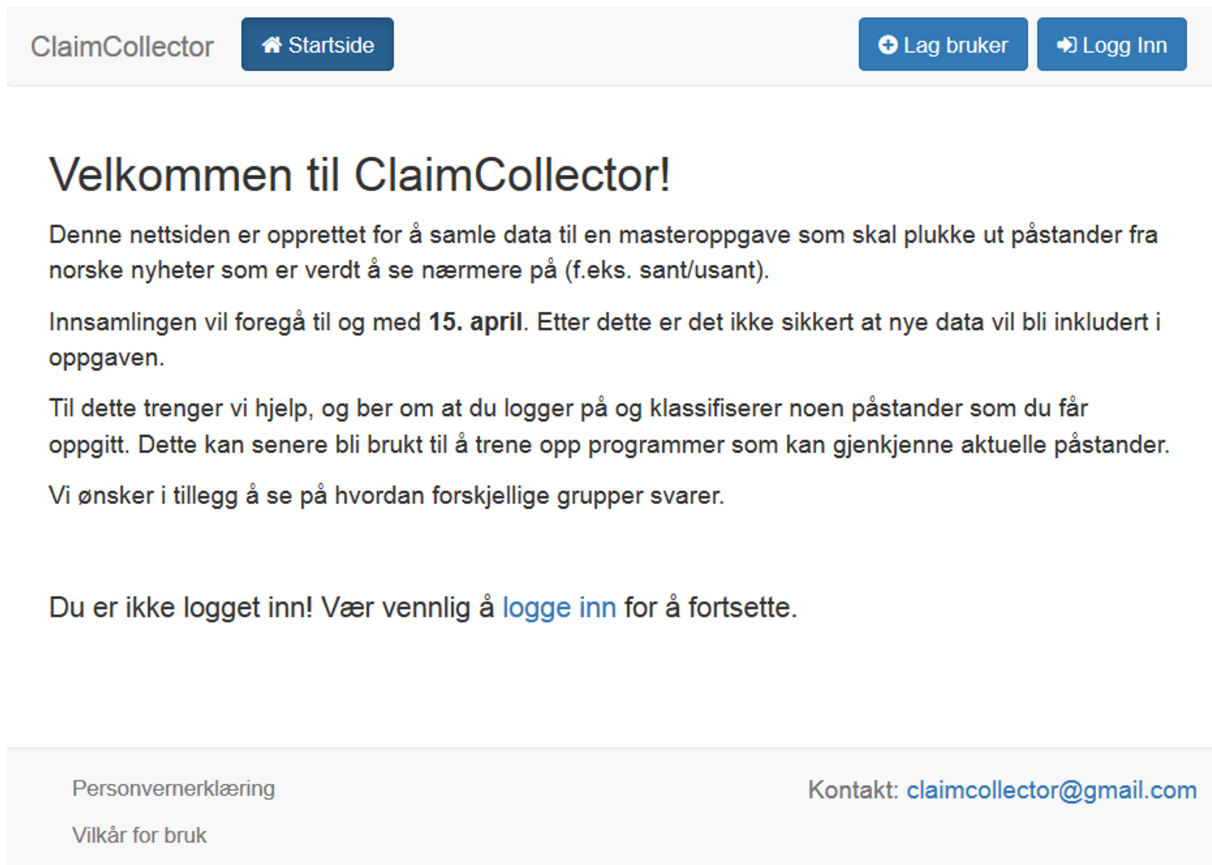 ClaimCollector Startside Lag bruker Logg Inn
Velkommen til ClaimCollector!
Denne nettsiden er opprettet for å samle data til en masteroppgave som skal plukke ut påstander fra
norske nyheter som er verdt å se nærmere på (f.eks. sant/usant).
Innsamlingen vil foregå til og med 15. april. Etter dette er det ikke sikkert at nye data vil bli inkludert i
oppgaven.
Til dette trenger vi hjelp, og ber om at du logger på og klassifiserer noen påstander som du får
oppgitt. Dette kan senere bli brukt til å trene opp programmer som kan gjenkjenne aktuelle påstander.
Vi ønsker i tillegg å se på hvordan forskjellige grupper svarer.
Du er ikke logget inn! Vær vennlig å logge inn for å fortsette.
Personvernerklæring Kontakt: claimcollector@gmail.com
Vilkår for bruk